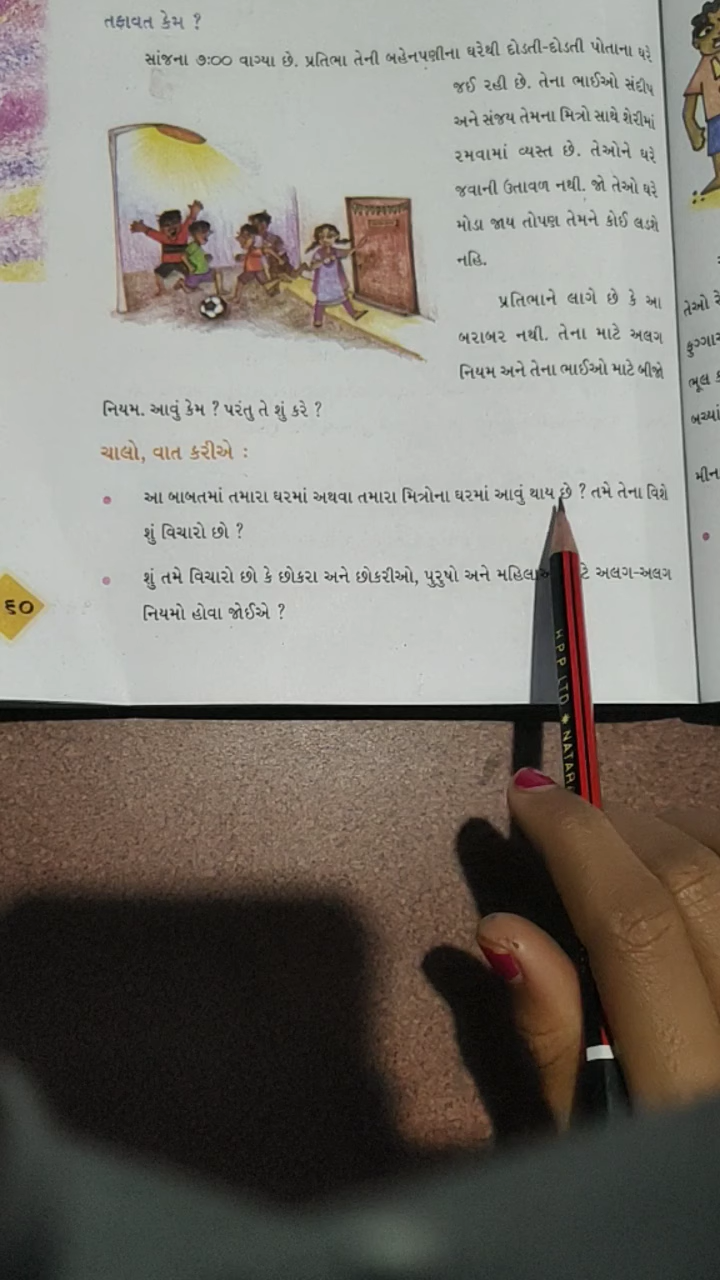 તફાવત કેમ ?
સાંજના ૭:૦૦ વાગ્યા છે. પ્રતિભા તેની બહેનપણીના ઘરેથી દોડતી-દોડતી પોતાના ઘરે
જઈ રહી છે. તેના ભાઈઓ સંદીપ
અને સંજય તેમના મિત્રો સાથે શેરીમાં
રમવામાં વ્યસ્ત છે. તેઓને ઘરે
જવાની ઉતાવળ નથી. જો તેઓ ઘરે
મોડા જાય તોપણ તેમને કોઈ લડશે
નહિ.
પ્રતિભાને લાગે છે કે આ
બરાબર નથી. તેના માટે અલગ
નિયમ અને તેના ભાઈઓ માટે બીજો
નિયમ. આવું કેમ ? પરંતુ તે શું કરે ?
ચાલો, વાત કરીએ :
આ બાબતમાં તમારા ઘરમાં અથવા તમારા મિત્રોના ઘરમાં આવું થાય છે ? તમે તેના વિશે
શું વિચારો છો ?
શું તમે વિચારો છો કે છોકરા અને છોકરીઓ, પુરુષો અને અલગ-અલગ
નિયમો હોવા જોઈએ ?
૬૦
તેઓ
ભૂલ
HPP LTD NATAR